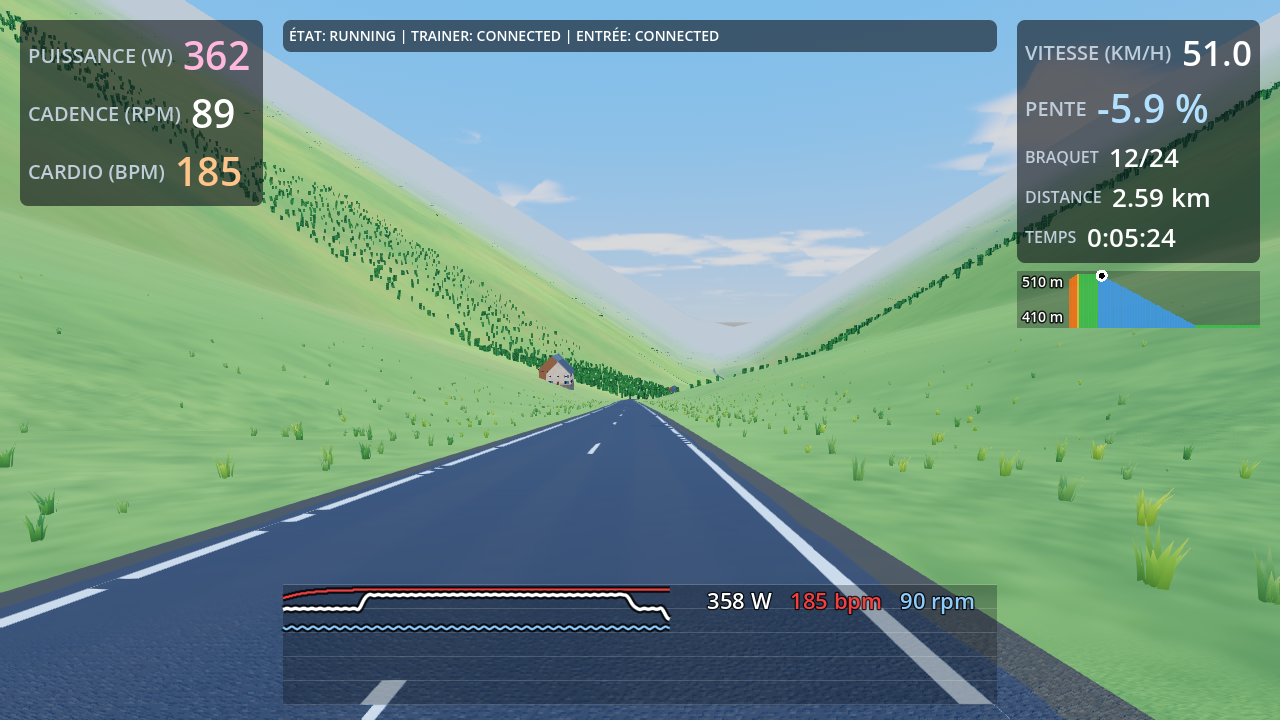 PUISSANCE (W) 362
CADENCE (RPM) 89
CARDIO (BPM) 185
ÉTAT: RUNNING | TRAINER: CONNECTED | ENTRÉE: CONNECTED
VITESSE (KM/H) 51.0
PENTE -5.9 %
BRAQUET 12/24
DISTANCE 2.59 km
TEMPS 0:05:24
510 m
410 m
358 W 185 bpm 90 rpm